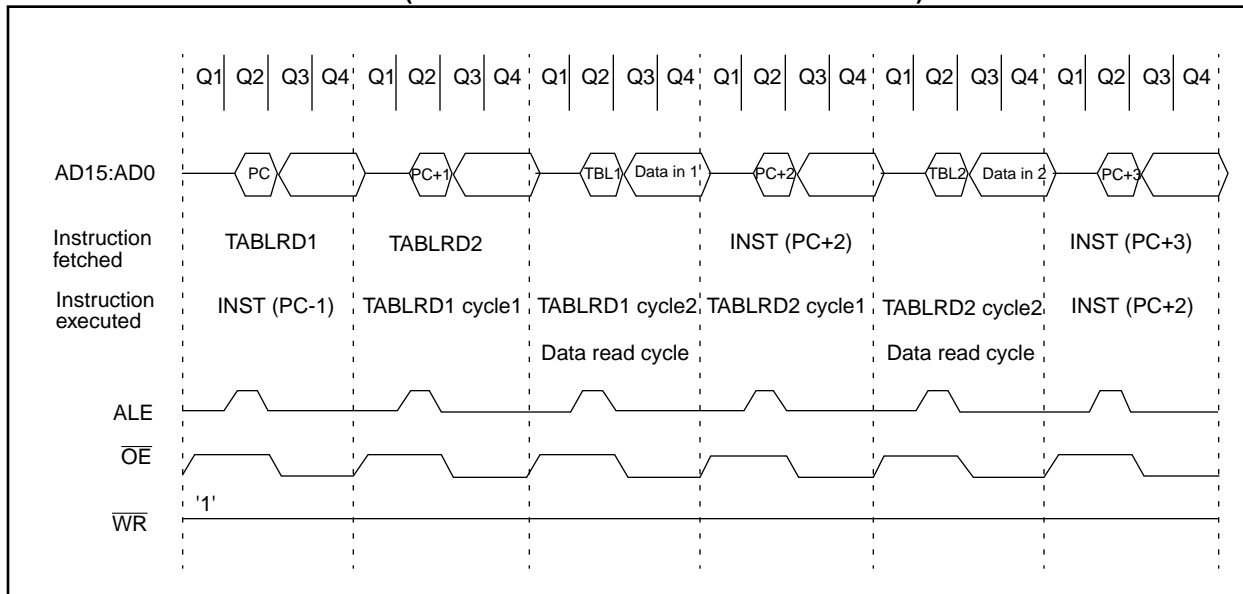 Q1 Q2 Q3 Q4 Q1 Q2 Q3 Q4 Q1 Q2 Q3 Q4 Q1 Q2 Q3 Q4 Q1 Q2 Q3 Q4 Q1 Q2 Q3 Q4
AD15:AD0 PC PC+1 TBL1 Data in 1 PC+2 TBL2 Data in 2 PC+3
Instruction
fetched
TABLRD1 TABLRD2 INST (PC+2) INST (PC+3)
Instruction
executed
INST (PC-1) TABLRD1 cycle1 TABLRD1 cycle2 TABLRD2 cycle1 TABLRD2 cycle2 INST (PC+2)
Data read cycle Data read cycle
ALE
OE
'1'
WR